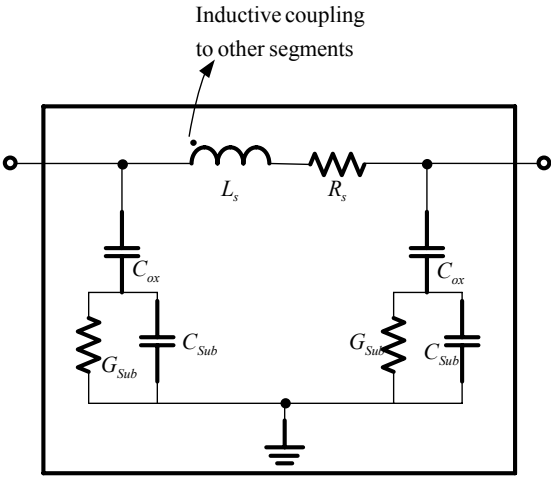 Inductive coupling
to other segments
L_s
R_s
C_ox
C_ox
G_Sub
C_Sub
G_Sub
C_Sub